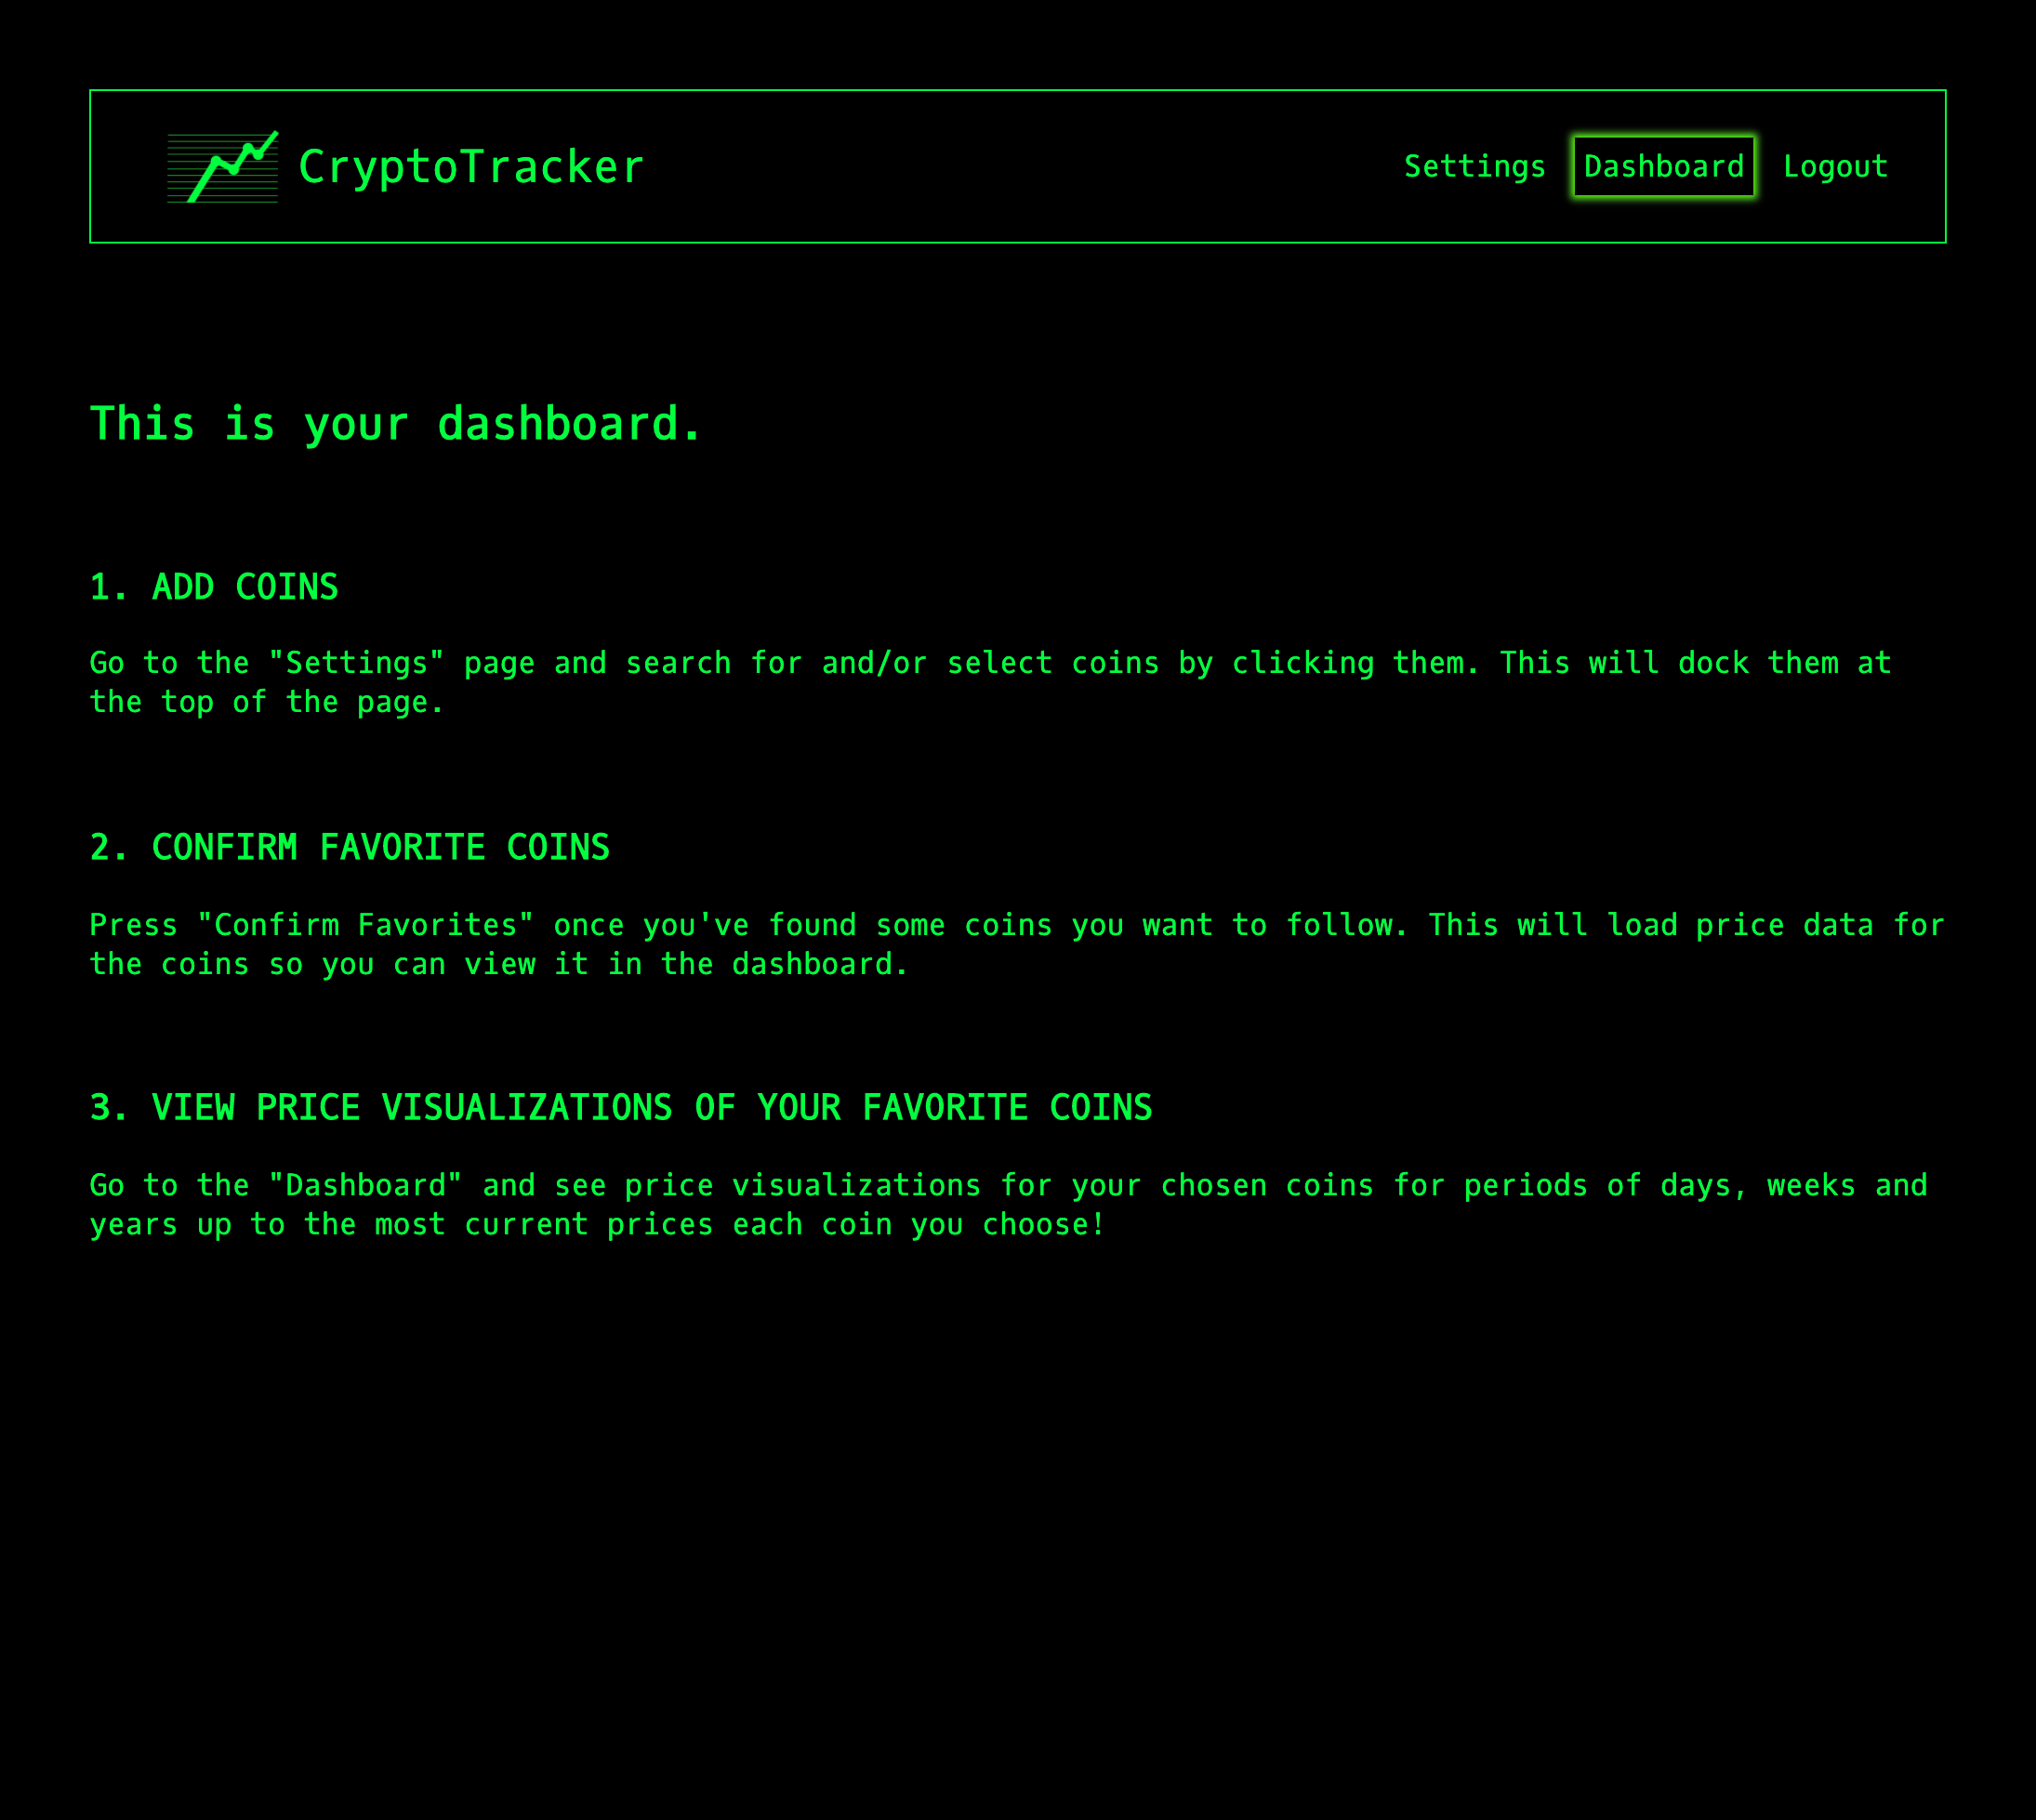 CryptoTracker
Settings Dashboard Logout
This is your dashboard.
1. ADD COINS
Go to the "Settings" page and search for and/or select coins by clicking them. This will dock them at
the top of the page.
2. CONFIRM FAVORITE COINS
Press "Confirm Favorites" once you've found some coins you want to follow. This will load price data for
the coins so you can view it in the dashboard.
3. VIEW PRICE VISUALIZATIONS OF YOUR FAVORITE COINS
Go to the "Dashboard" and see price visualizations for your chosen coins for periods of days, weeks and
years up to the most current prices each coin you choose!